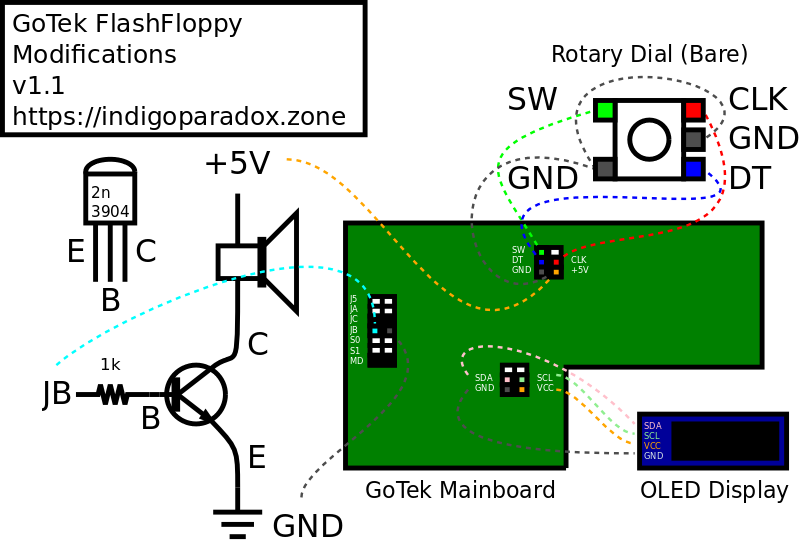 GoTek FlashFloppy
Modifications
v1.1
https://indigoparadox.zone
Rotary Dial (Bare)
SW
CLK
GND
GND
DT
+5V
2n
3904
E
C
B
SW
DT
GND
CLK
+5V
J5
JA
JC
JB
S0
S1
MD
C
1k
JB
B
SDA
GND
SCL
VCC
SDA
SCL
VCC
GND
E
GND
GoTek Mainboard
OLED Display